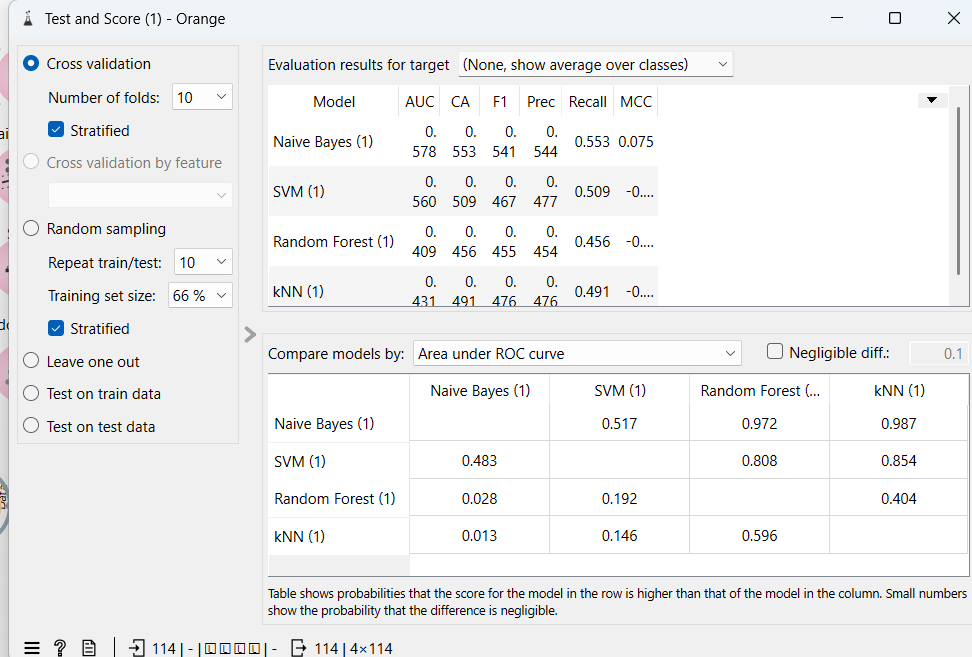 Test and Score (1) - Orange
Cross validation
Number of folds: 10
Stratified
Cross validation by feature
Random sampling
Repeat train/test: 10
Training set size: 66 %
Stratified
Leave one out
Test on train data
Test on test data
Evaluation results for target (None, show average over classes)
Model AUC CA F1 Prec Recall MCC
Naive Bayes (1) 0.578 0.553 0.541 0.544 0.553 0.075
SVM (1) 0.560 0.509 0.467 0.477 0.509 -0....
Random Forest (1) 0.409 0.456 0.455 0.454 0.456 -0....
kNN (1) 0.431 0.491 0.476 0.476 0.491 -0....
Compare models by: Area under ROC curve Negligible diff.: 0.1
Naive Bayes (1) SVM (1) Random Forest (... kNN (1)
Naive Bayes (1) 0.517 0.972 0.987
SVM (1) 0.483 0.808 0.854
Random Forest (1) 0.028 0.192 0.404
kNN (1) 0.013 0.146 0.596
Table shows probabilities that the score for the model in the row is higher than that of the model in the column. Small numbers
show the probability that the difference is negligible.
114 | - | - 114 | 4×114